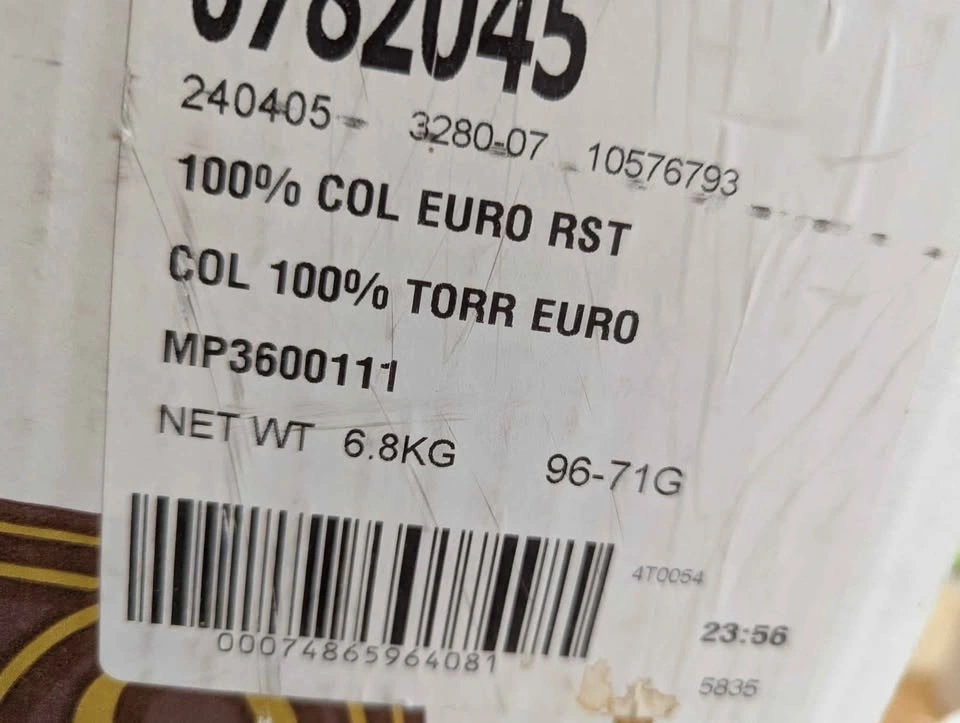 0782045
240405- 3280-07 10576793
100% COL EURO RST
COL 100% TORR EURO
MP3600111
NET WT 6.8KG 96-71G
4T0054
00074865964081
23:56
5835